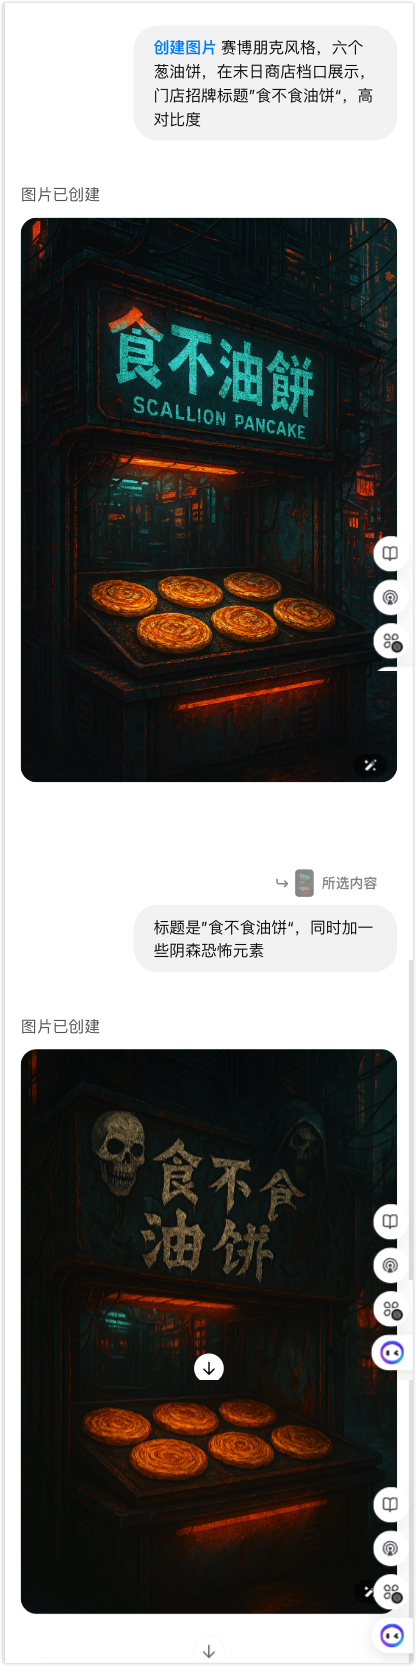 创建图片 赛博朋克风格，六个
葱油饼，在末日商店档口展示，
门店招牌标题"食不食油饼"，高
对比度
图片已创建
食不油餅
SCALLION PANCAKE
所选内容
标题是"食不食油饼"，同时加一
些阴森恐怖元素
图片已创建
食不食
油饼